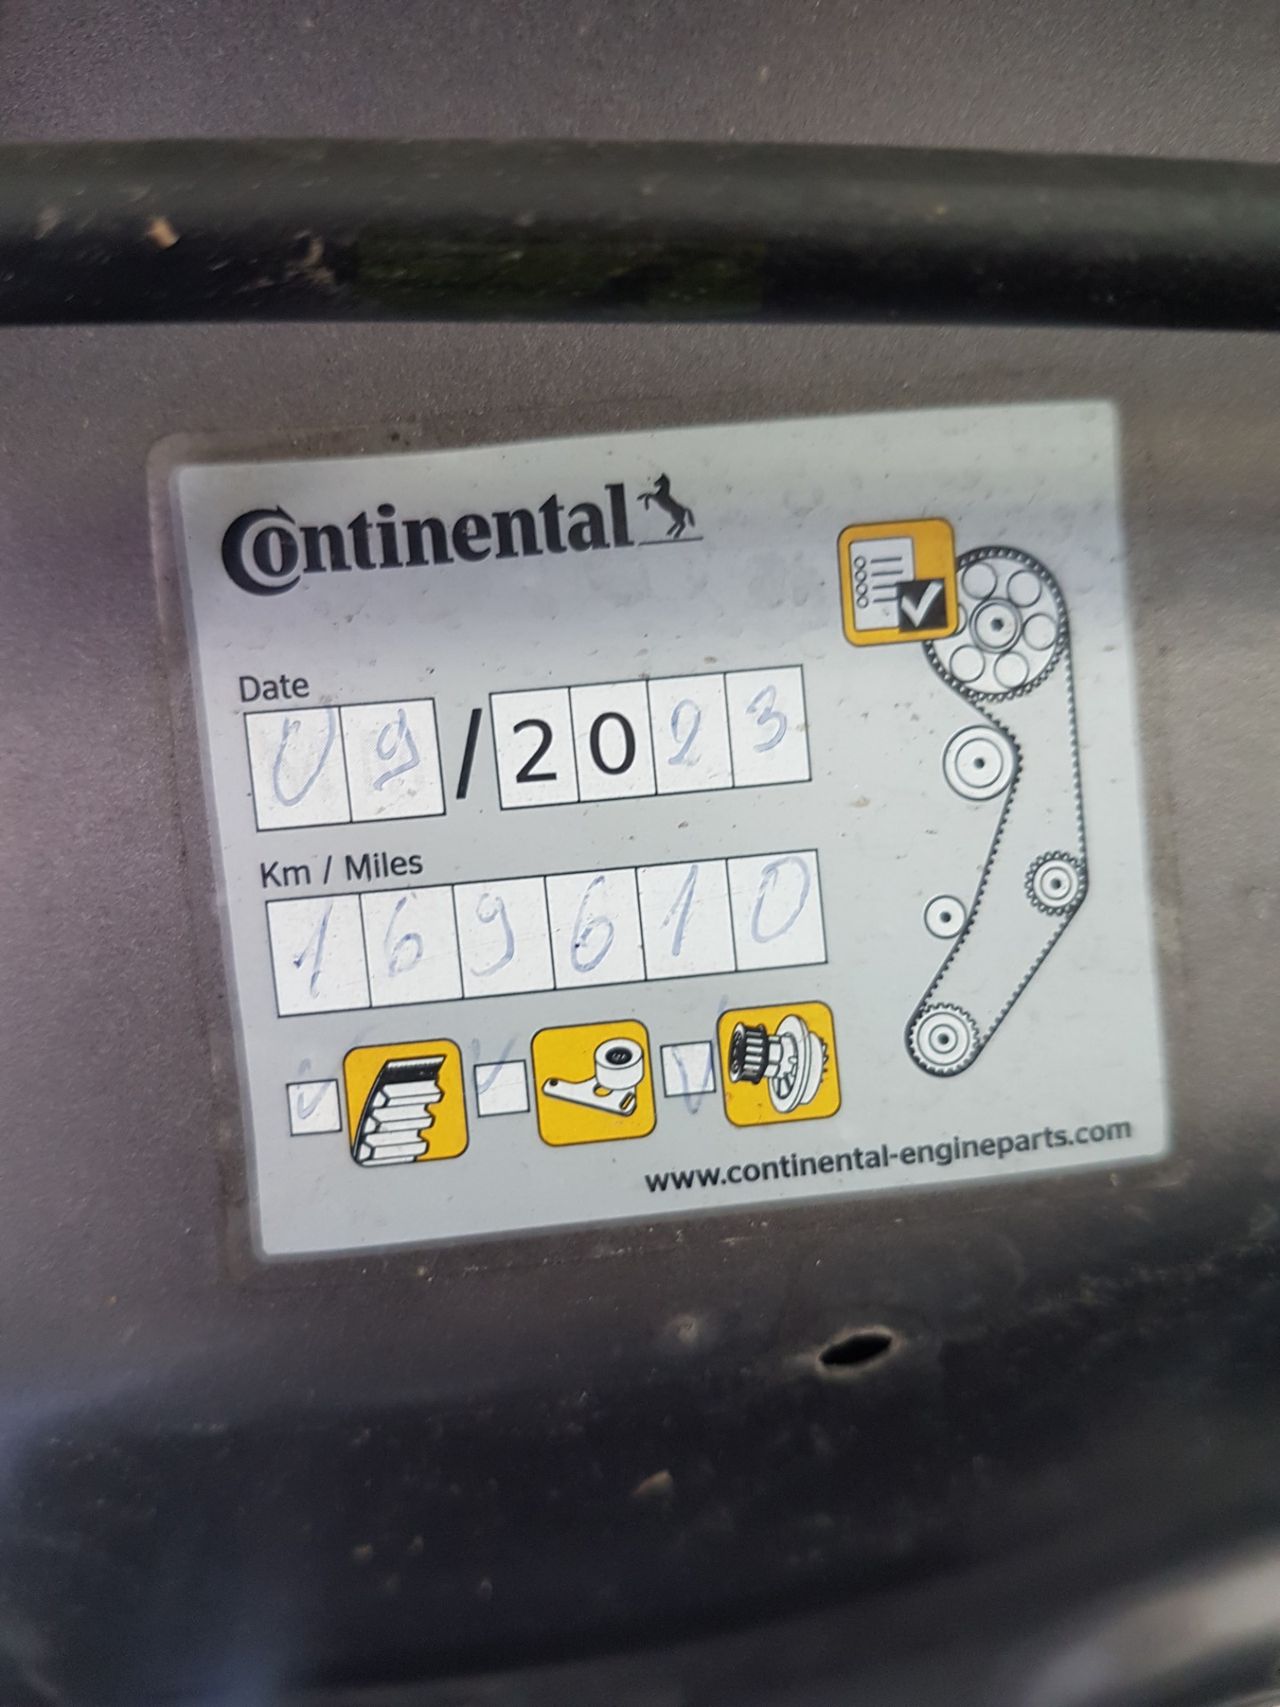 Continental
Date
09/2023
Km / Miles
169610
www.continental-engineparts.com